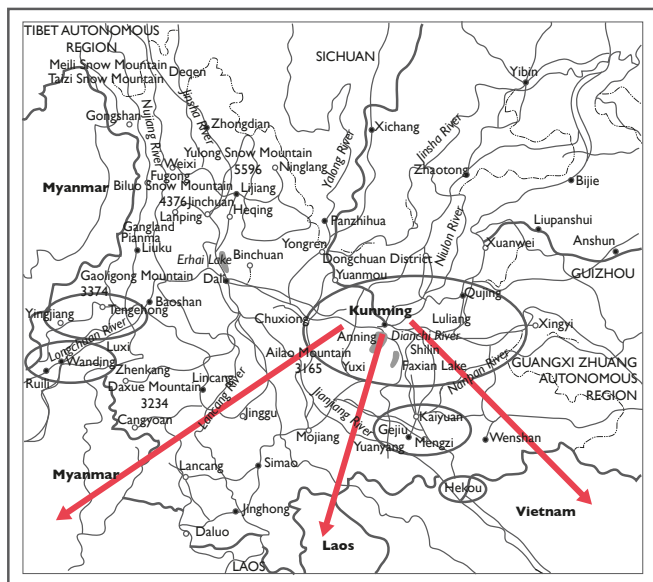 TIBET AUTONOMOUS
REGION
Meili Snow Mountain
Taizi Snow Mountain
Deqen
Gongshan
Nujiang River
Jinsha River
Zhongdian
SICHUAN
Yibin
Xichang
Yulong Snow Mountain
5596
Ninglang
Yalong River
Jinsha River
Weixi
Fugong
Zhaotong
Myanmar
Biluo Snow Mountain
4376
Jinchuan
Lijiang
Bijie
Lanping
Heqing
Panzhihua
Niulon River
Liupanshui
Gangland
Pianma
Liuku
Erhai Lake
Binchuan
Yongren
Dongchuan District
Xuanwei
Anshun
Gaoligong Mountain
3374
Dali
Yuanmou
GUIZHOU
Yingjiang
Tengehong
Baoshan
Chuxiong
Kunming
Qujing
Luliang
Xingyi
Longchuan River
Anning
Dianchi River
Luxi
Wanding
Ruili
Zhenkang
Ailao Mountain
3165
Yuxi
Shilin
Faxian Lake
Nanpan River
GUANGXI ZHUANG
AUTONOMOUS
REGION
Daxue Mountain
3234
Lincang
Lancang River
Cangyoan
Jinggu
Jianjiang River
Kaiyuan
Gejiu
Mengzi
Mojiang
Yuanyang
Wenshan
Myanmar
Lancang
Simao
Hekou
Jinghong
Vietnam
Daluo
Laos
LAOS